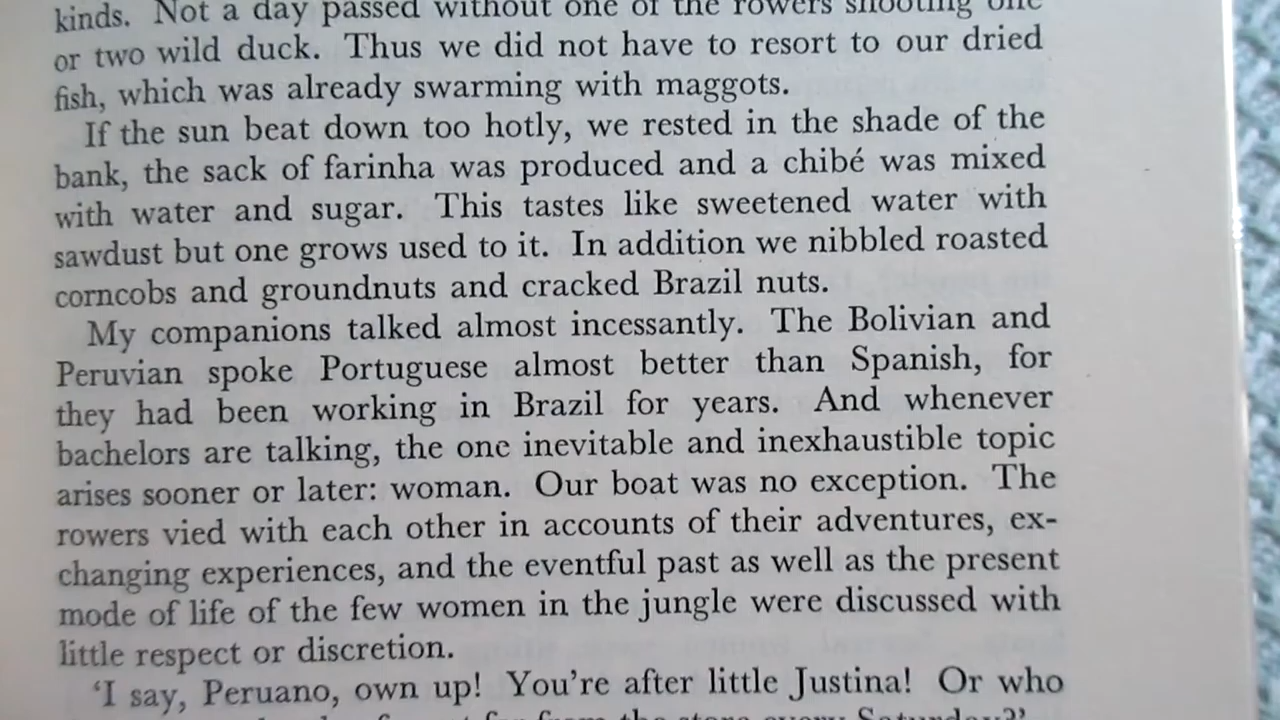 kinds. Not a day passed without one of the rowers shooting one
or two wild duck. Thus we did not have to resort to our dried
fish, which was already swarming with maggots.
If the sun beat down too hotly, we rested in the shade of the
bank, the sack of farinha was produced and a chibé was mixed
with water and sugar. This tastes like sweetened water with
sawdust but one grows used to it. In addition we nibbled roasted
corncobs and groundnuts and cracked Brazil nuts.
My companions talked almost incessantly. The Bolivian and
Peruvian spoke Portuguese almost better than Spanish, for
they had been working in Brazil for years. And whenever
bachelors are talking, the one inevitable and inexhaustible topic
arises sooner or later: woman. Our boat was no exception. The
rowers vied with each other in accounts of their adventures, ex-
changing experiences, and the eventful past as well as the present
mode of life of the few women in the jungle were discussed with
little respect or discretion.
'I say, Peruano, own up! You're after little Justina! Or who
far from the store every Saturday?'